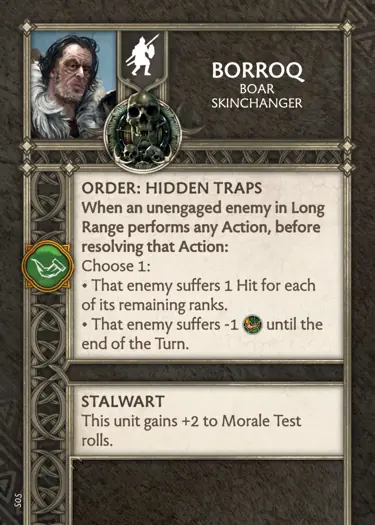 BORROQ
BOAR
SKINCHANGER
ORDER: HIDDEN TRAPS
When an unengaged enemy in Long
Range performs any Action, before
resolving that Action:
Choose 1:
• That enemy suffers 1 Hit for each
of its remaining ranks.
• That enemy suffers -1 until the
end of the Turn.
STALWART
This unit gains +2 to Morale Test
rolls.
S05